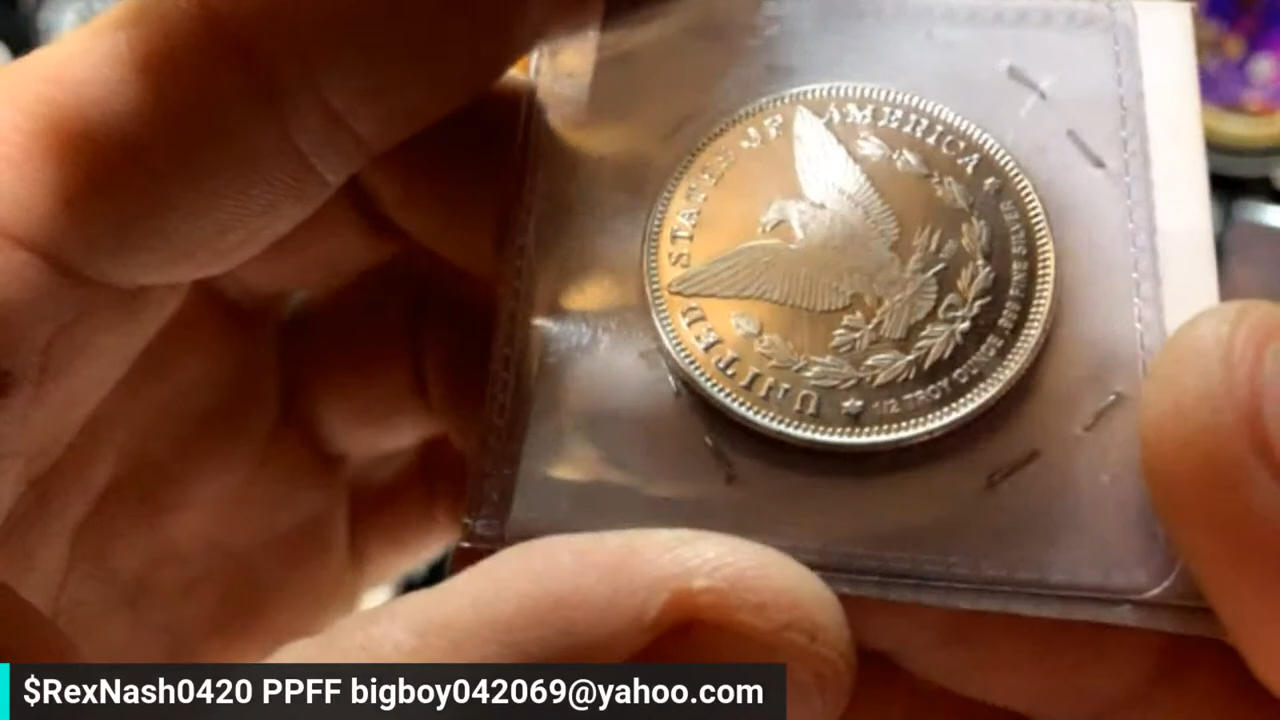 UNITED STATES OF AMERICA
1/2 TROY OUNCE 999 FINE SILVER
$RexNash0420 PPFF bigboy042069@yahoo.com